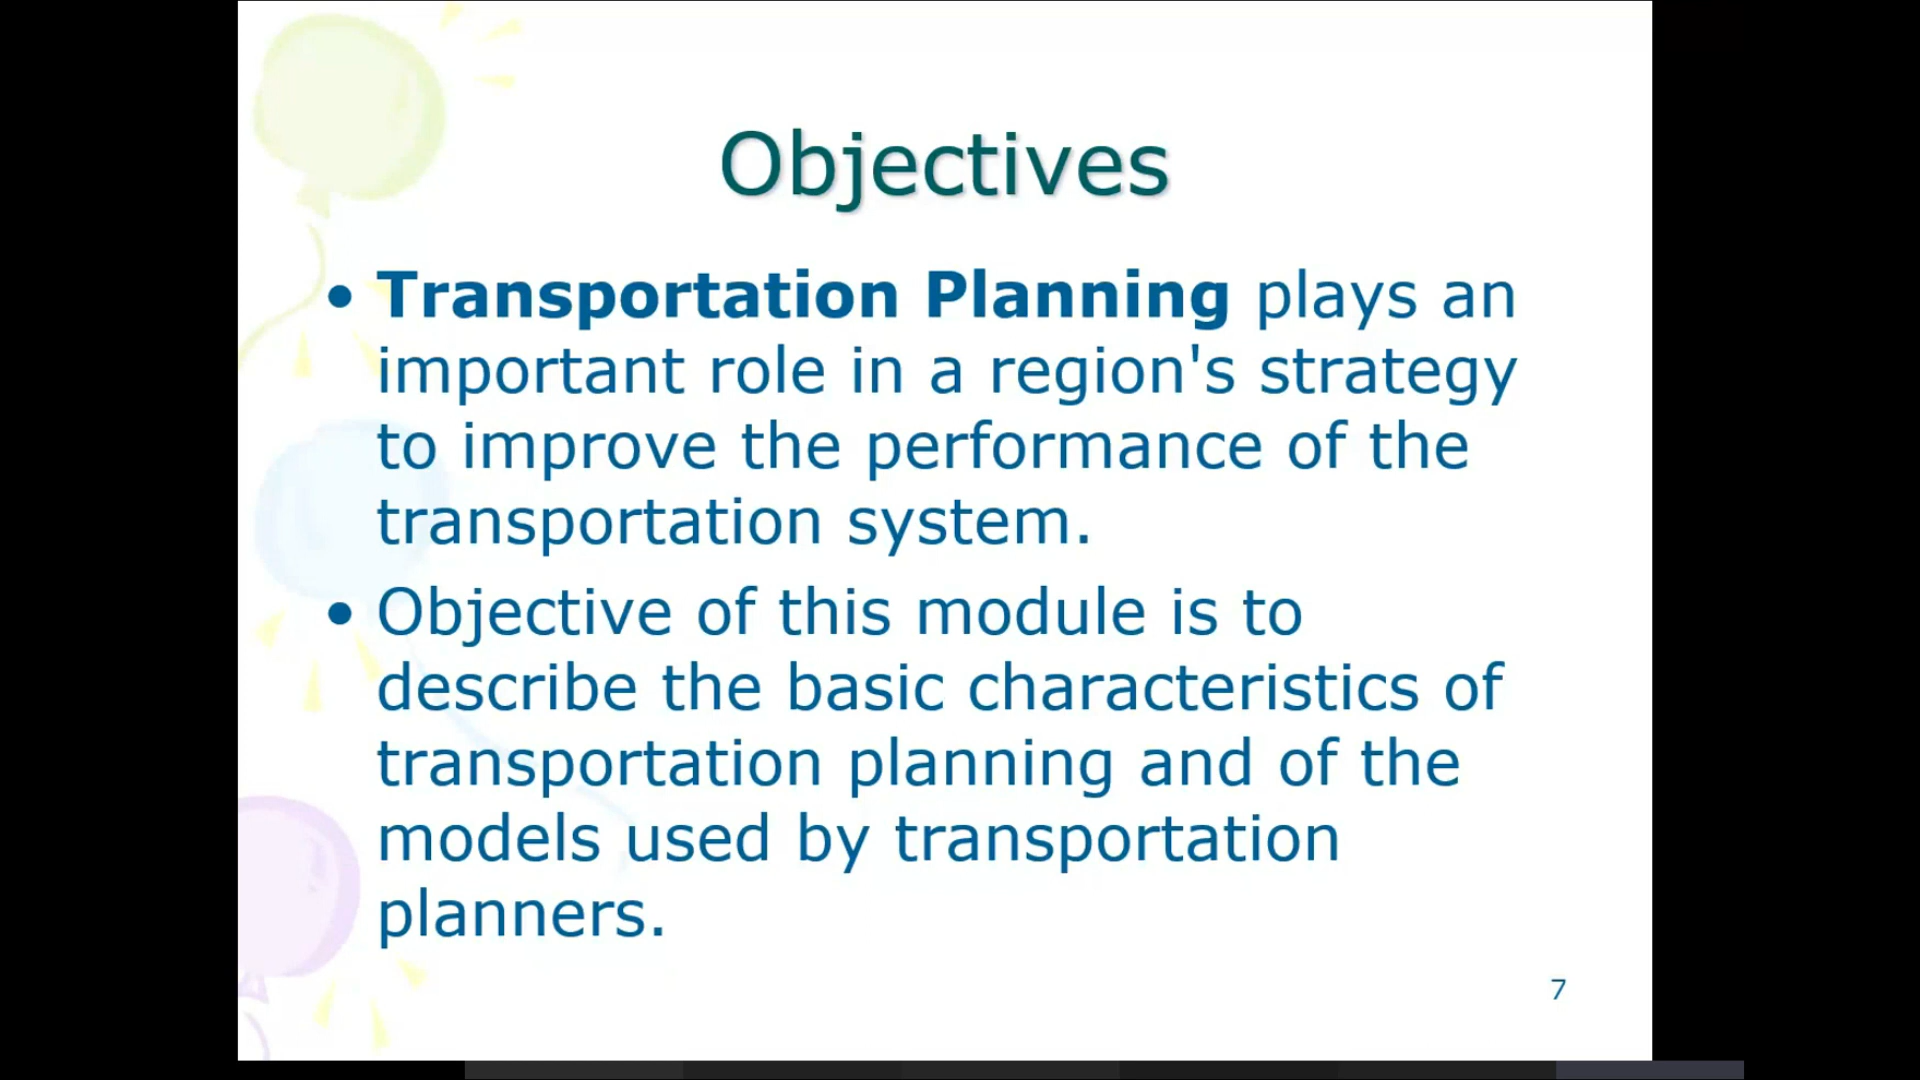 Objectives
• Transportation Planning plays an
important role in a region's strategy
to improve the performance of the
transportation system.
• Objective of this module is to
describe the basic characteristics of
transportation planning and of the
models used by transportation
planners.
7